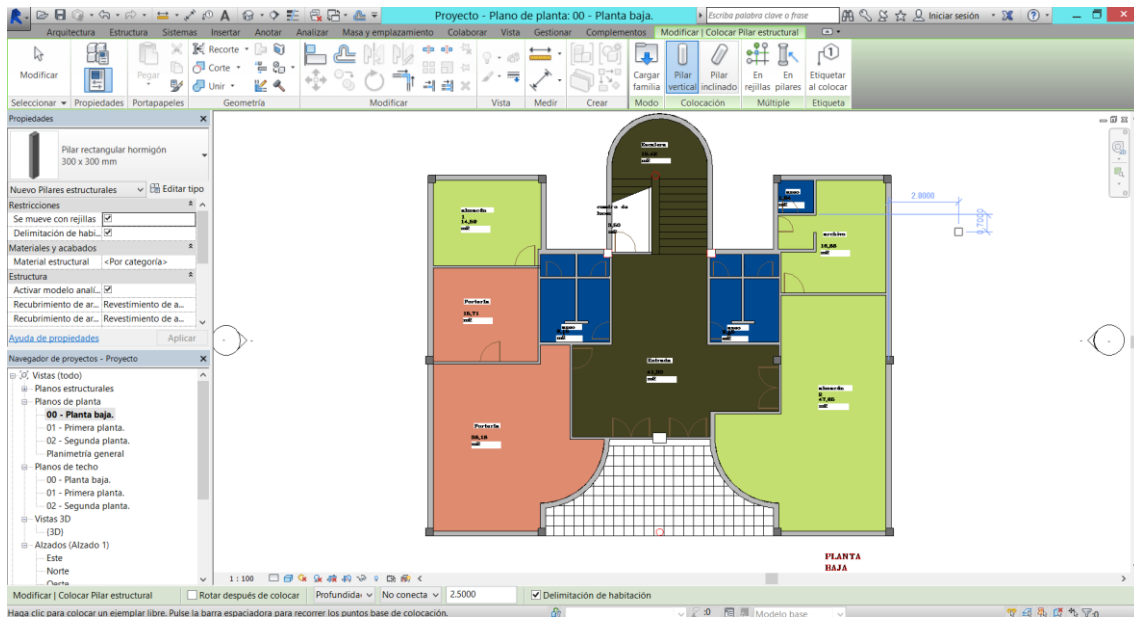 Proyecto - Plano de planta: 00 - Planta baja.
Escriba palabra clave o frase
Iniciar sesión
Arquitectura Estructura Sistemas Insertar Anotar Analizar Masa y emplazamiento Colaborar Vista Gestionar Complementos Modificar | Colocar Pilar estructural
Modificar
Pegar
Recorte
Corte
Unir
Cargar familia
Pilar vertical
Pilar inclinado
En rejillas
En pilares
Etiquetar al colocar
Seleccionar Propiedades Portapapeles Geometría Modificar Vista Medir Crear Modo Colocación Múltiple Etiqueta
Propiedades
Pilar rectangular hormigón
300 x 300 mm
Nuevo Pilares estructurales Editar tipo
Restricciones
Se mueve con rejillas
Delimitación de habi...
Materiales y acabados
Material estructural <Por categoría>
Estructura
Activar modelo analí...
Recubrimiento de ar... Revestimiento de a...
Recubrimiento de ar... Revestimiento de a...
Ayuda de propiedades Aplicar
Navegador de proyectos - Proyecto
Vistas (todo)
Planos estructurales
Planos de planta
00 - Planta baja.
01 - Primera planta.
02 - Segunda planta.
Planimetría general
Planos de techo
00 - Planta baja.
01 - Primera planta.
02 - Segunda planta.
Vistas 3D
{3D}
Alzados (Alzado 1)
Este
Norte
Oeste
Escalera
cuarto de
2.8000
0.7000
archivo
Portería
Entrada
Portería
aseo
aseo
aseo
PLANTA
BAJA
1 : 100
Modificar | Colocar Pilar estructural Rotar después de colocar Profundidad No conecta 2.5000 Delimitación de habitación
Haga clic para colocar un ejemplar libre. Pulse la barra espaciadora para recorrer los puntos base de colocación.
:0 Modelo base :0